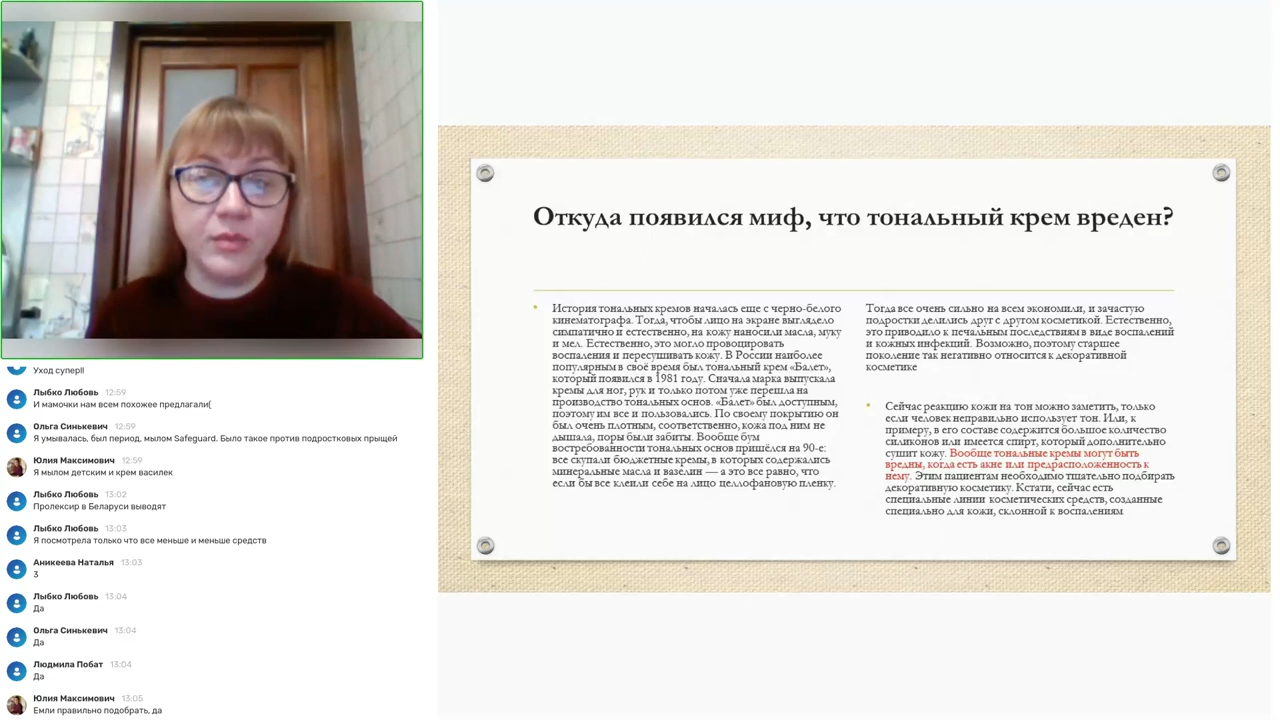 Уход супер!!
Лыбко Любовь 12:59
И мамочки нам всем похожее предлагали(
Ольга Синькевич 12:59
Я умывалась, был период, мылом Safeguard. Было такое против подростковых прыщей
Юлия Максимович 12:59
Я мылом детским и крем василек
Лыбко Любовь 13:02
Пролексир в Беларуси выводят
Лыбко Любовь 13:03
Я посмотрела только что все меньше и меньше средств
Аникеева Наталья 13:03
3
Лыбко Любовь 13:04
Да
Ольга Синькевич 13:04
Да
Людмила Побат 13:04
Да
Юлия Максимович 13:05
Емли правильно подобрать, да
Откуда появился миф, что тональный крем вреден?
• История тональных кремов началась еще с черно-белого
кинематографа. Тогда, чтобы лицо на экране выглядело
симпатично и естественно, на кожу наносили масла, муку
и мел. Естественно, это могло провоцировать
воспаления и пересушивать кожу. В России наиболее
популярным в своё время был тональный крем «Балет»,
который появился в 1981 году. Сначала марка выпускала
кремы для ног, рук и только потом уже перешла на
производство тональных основ. «Балет» был доступным,
поэтому им все и пользовались. По своему покрытию он
был очень плотным, соответственно, кожа под ним не
дышала, поры были забиты. Вообще бум
востребованности тональных основ пришёлся на 90-е:
все скупали бюджетные кремы, в которых содержались
минеральные масла и вазелин — а это все равно, что
если бы все клеили себе на лицо целлофановую пленку.
Тогда все очень сильно на всем экономили, и зачастую
подростки делились друг с другом косметикой. Естественно,
это приводило к печальным последствиям в виде воспалений
и кожных инфекций. Возможно, поэтому старшее
поколение так негативно относится к декоративной
косметике
• Сейчас реакцию кожи на тон можно заметить, только
если человек неправильно использует тон. Или, к
примеру, в его составе содержится большое количество
силиконов или имеется спирт, который дополнительно
сушит кожу. Вообще тональные кремы могут быть
вредны, когда есть акне или предрасположенность к
нему. Этим пациентам необходимо тщательно подбирать
декоративную косметику. Кстати, сейчас есть
специальные линии косметических средств, созданные
специально для кожи, склонной к воспалениям